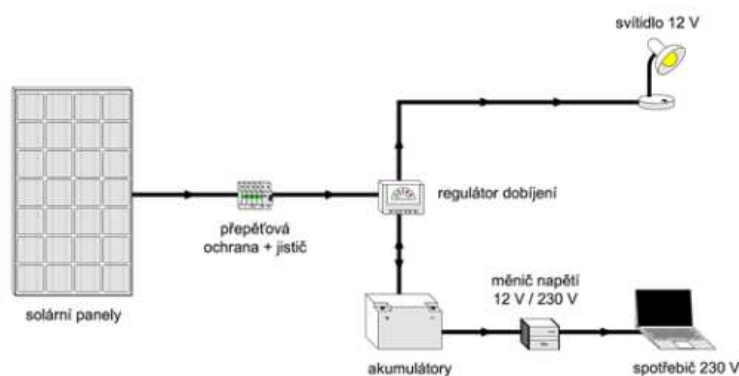 svítidlo 12 V
regulátor dobíjení
přepěťová
ochrana + jistič
solární panely
měnič napětí
12 V / 230 V
akumulátory
spotřebič 230 V